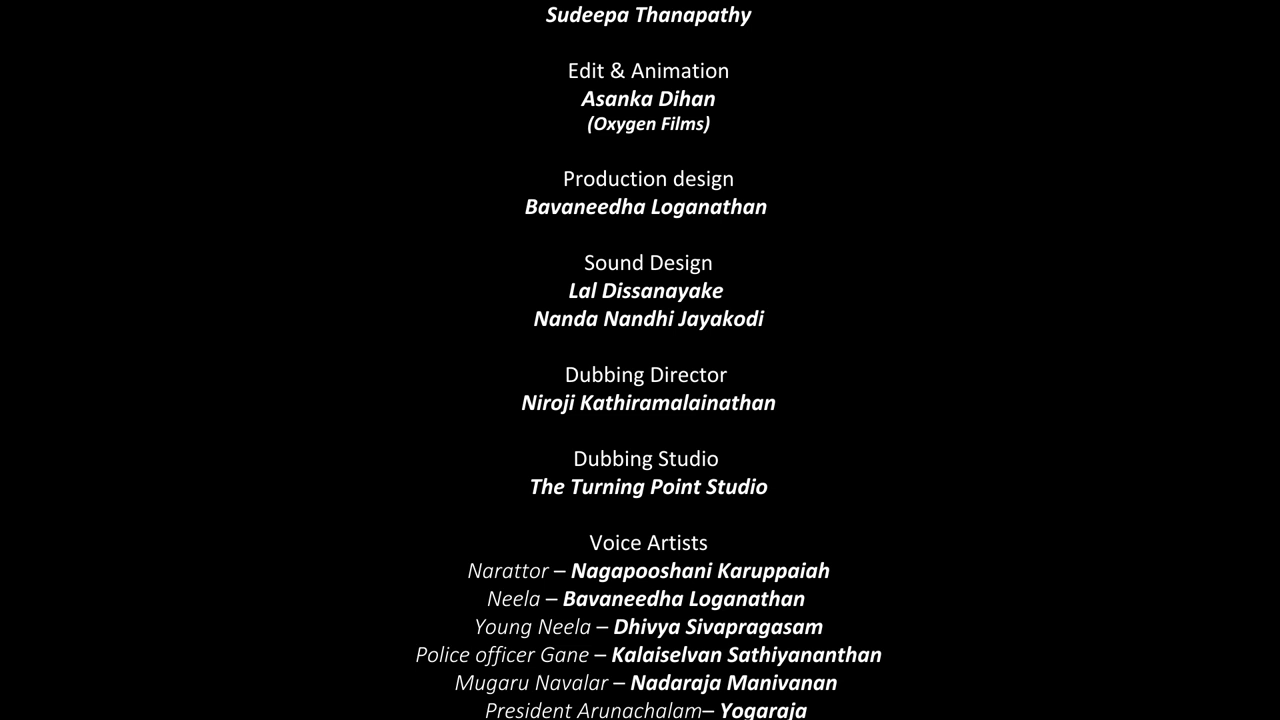 Sudeepa Thanapathy
Edit & Animation
Asanka Dihan
(Oxygen Films)
Production design
Bavaneedha Loganathan
Sound Design
Lal Dissanayake
Nanda Nandhi Jayakodi
Dubbing Director
Niroji Kathiramalainathan
Dubbing Studio
The Turning Point Studio
Voice Artists
Narattor – Nagapooshani Karuppaiah
Neela – Bavaneedha Loganathan
Young Neela – Dhivya Sivapragasam
Police officer Gane – Kalaiselvan Sathiyananthan
Mugaru Navalar – Nadaraja Manivanan
President Arunachalam– Yogaraja